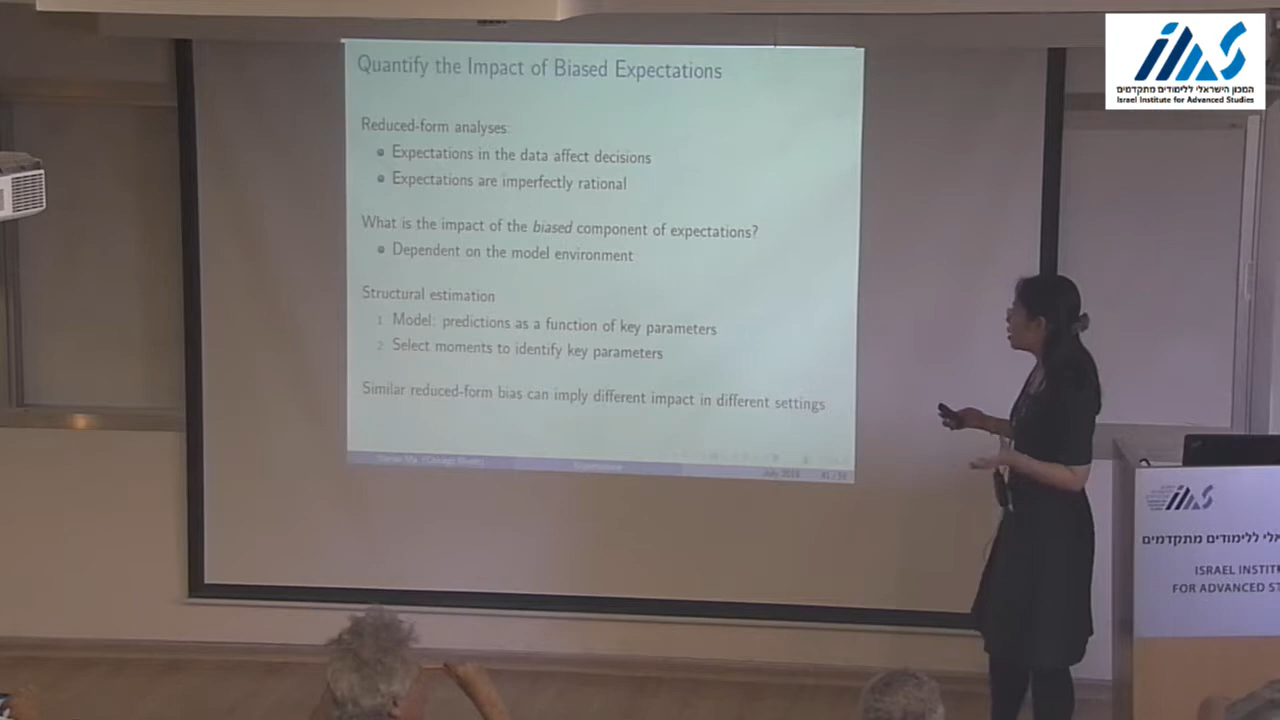 Quantify the Impact of Biased Expectations
Reduced-form analyses:
Expectations in the data affect decisions
Expectations are imperfectly rational
What is the impact of the biased component of expectations?
Dependent on the model environment
Structural estimation
1 Model: predictions as a function of key parameters
2 Select moments to identify key parameters
Similar reduced-form bias can imply different impact in different settings
July 2019
המכון הישראלי ללימודים מתקדמים
Israel Institute for Advanced Studies
ללימודים מתקדמים
ISRAEL
FOR ADVANCED